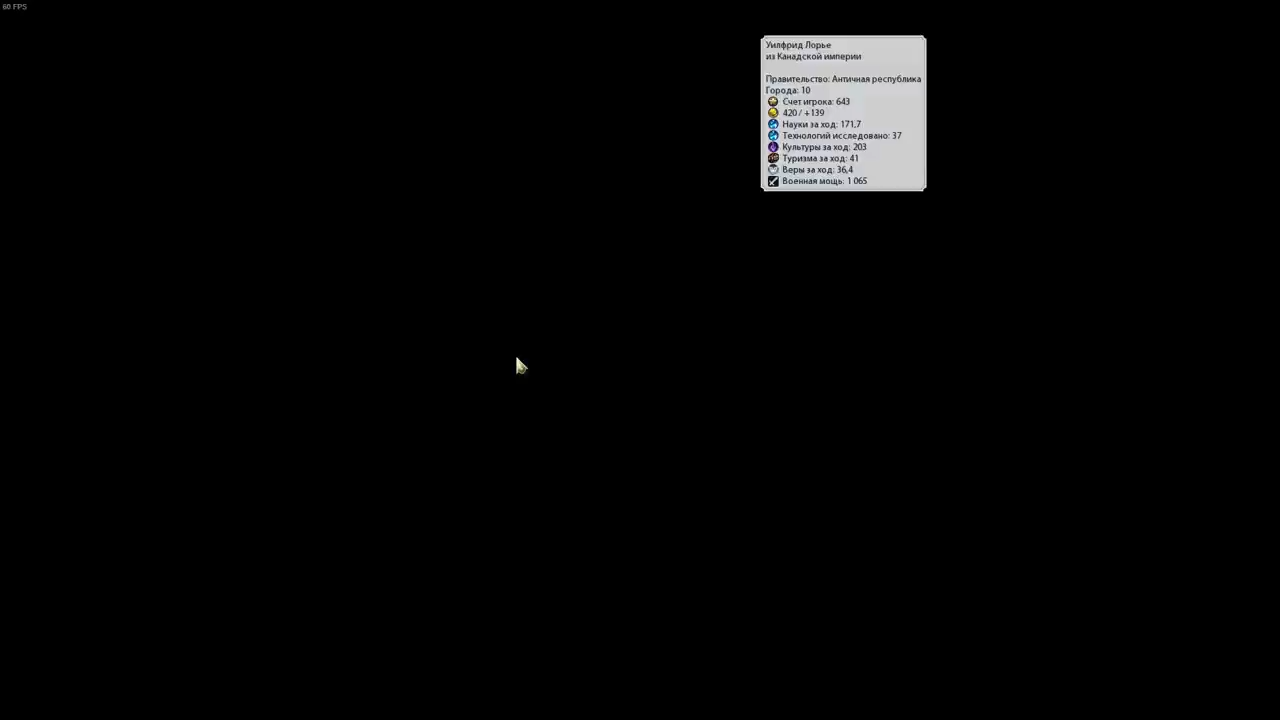 60 FPS
Уилфрид Лорье
из Канадской империи
Правительство: Античная республика
Города: 10
Счет игрока: 643
420 / +139
Науки за ход: 171,7
Технологий исследовано: 37
Культуры за ход: 203
Туризма за ход: 41
Веры за ход: 36,4
Военная мощь: 1 065